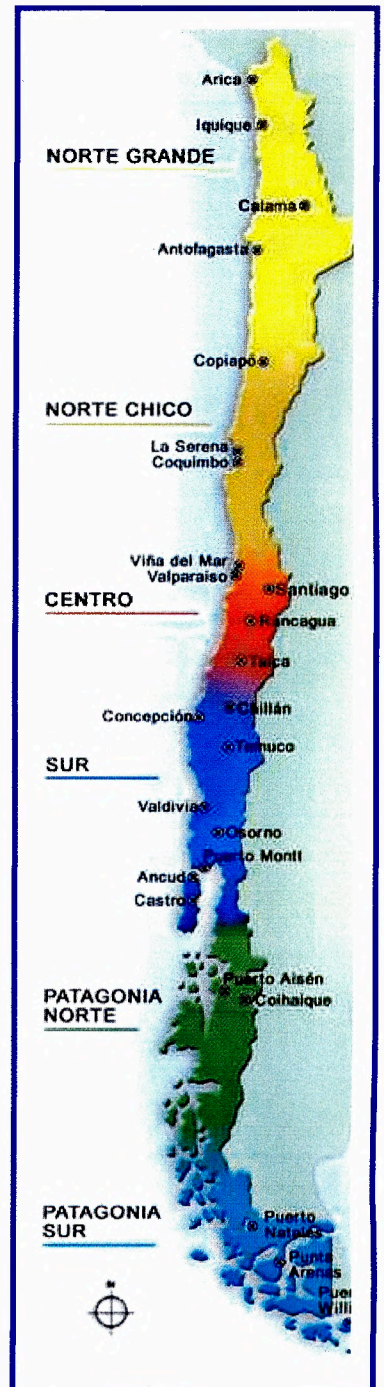 Arica
Iquique
NORTE GRANDE
Calama
Antofagasta
Copiapó
NORTE CHICO
La Serena
Coquimbo
Viña del Mar
Valparaíso
Santiago
CENTRO
Rancagua
Talca
Chillán
Concepción
Temuco
SUR
Valdivia
Osorno
Puerto Montt
Ancud
Castro
Puerto Aisén
Coihaique
PATAGONIA
NORTE
PATAGONIA
SUR
Puerto
Natales
Punta
Arenas
Puer
Willi